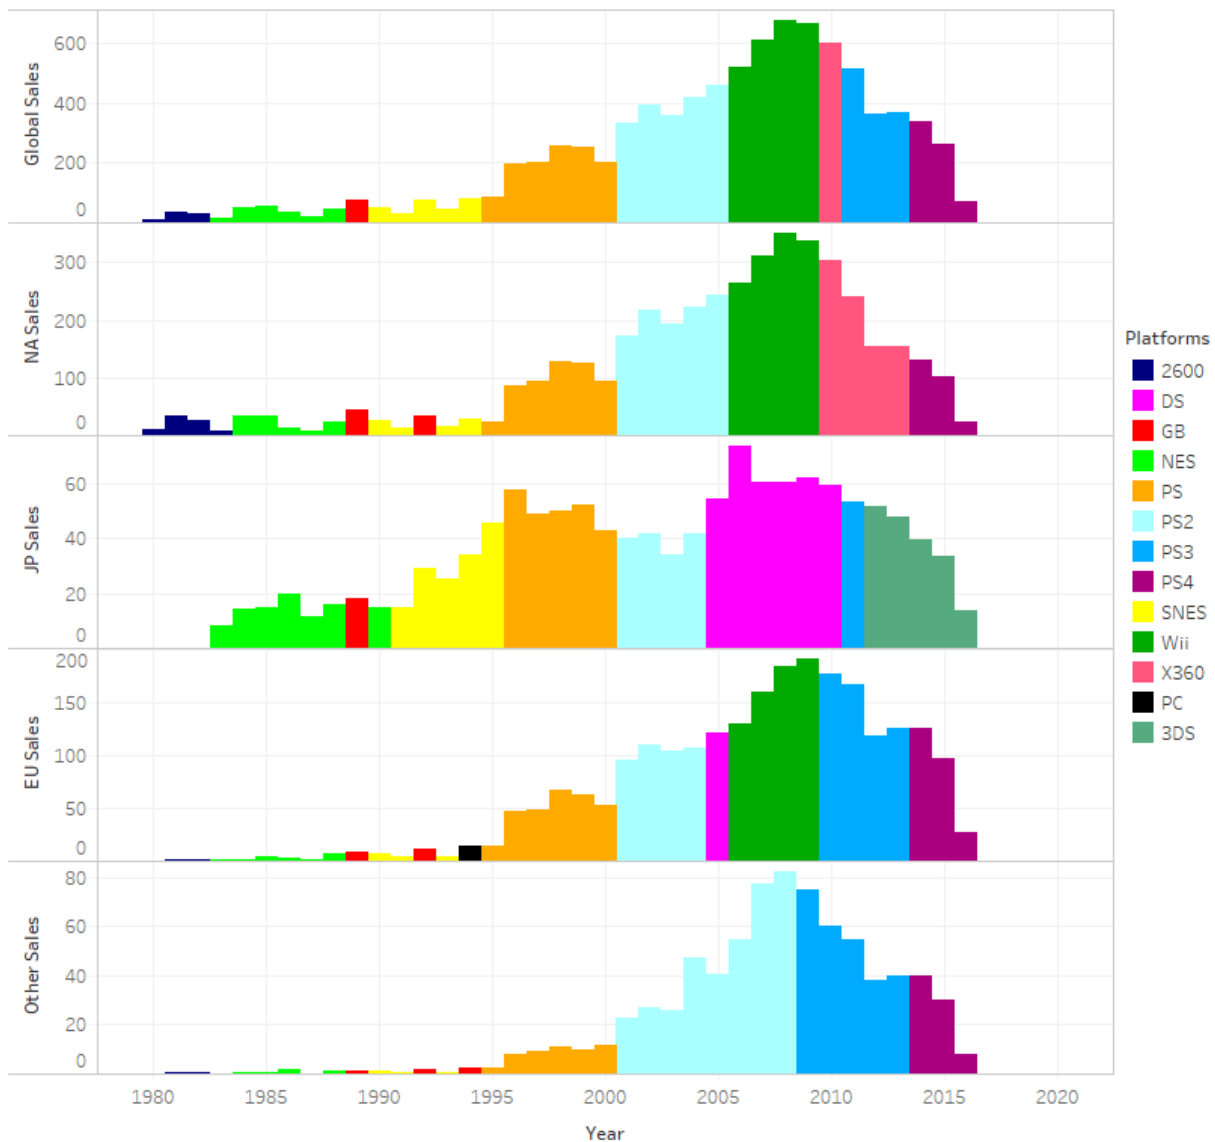 Global Sales
600
400
200
0
NA Sales
300
200
100
0
JP Sales
60
40
20
0
EU Sales
200
150
100
50
0
Other Sales
80
60
40
20
0
1980 1985 1990 1995 2000 2005 2010 2015 2020
Year
Platforms
2600
DS
GB
NES
PS
PS2
PS3
PS4
SNES
Wii
X360
PC
3DS